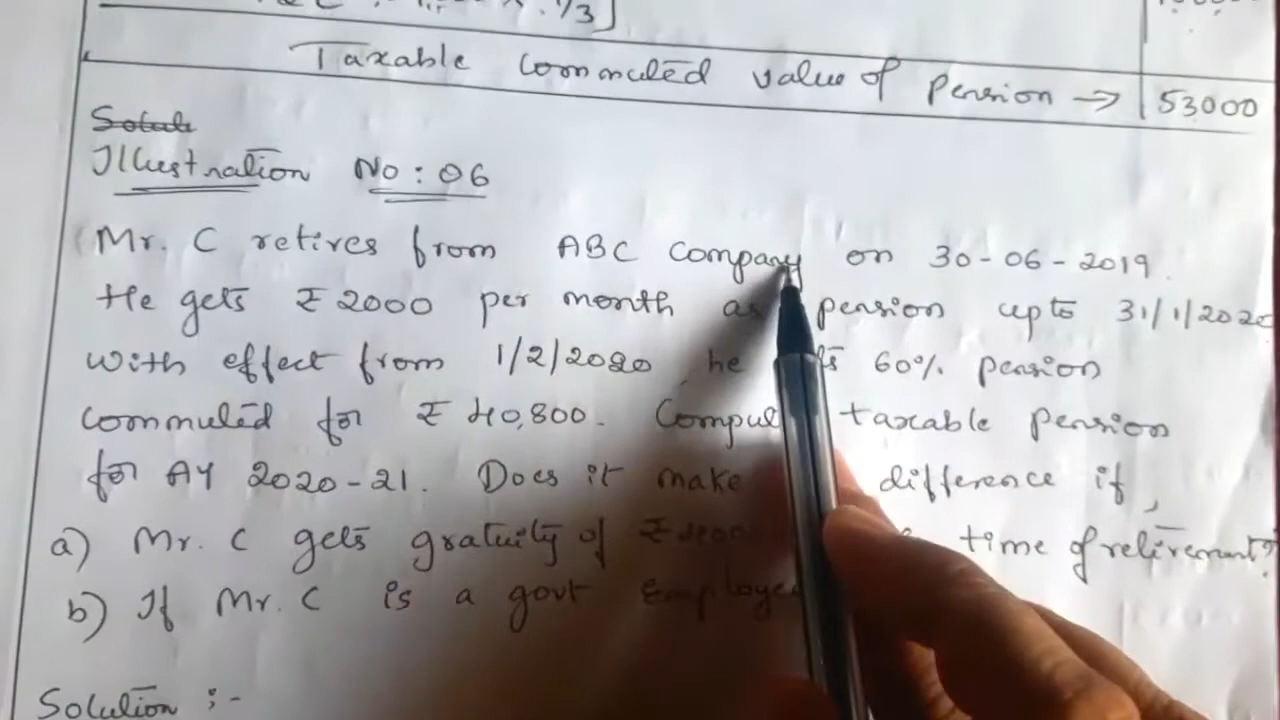 1/3]
Taxable Commuted value of Pension → 53000
Illustration No: 06
Mr. C retires from ABC Company on 30-06-2019.
He gets ₹ 2000 per month as pension upto 31/1/2020
With effect from 1/2/2020 he 60% pension
Commuted for ₹ 40,800. taxable Pension
for AY 2020-21. Does it make difference if,
a) Mr. C gets gratuity of ₹ time of retirement?
b) If Mr. C is a govt Employee
Solution :-